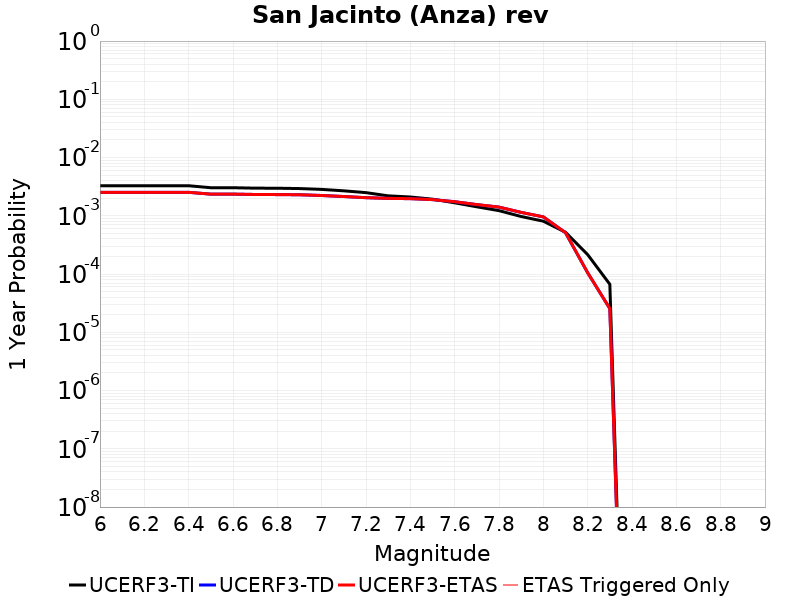 San Jacinto (Anza) rev
1 Year Probability
10^0
10^-1
10^-2
10^-3
10^-4
10^-5
10^-6
10^-7
10^-8
6 6.2 6.4 6.6 6.8 7 7.2 7.4 7.6 7.8 8 8.2 8.4 8.6 8.8 9
Magnitude
UCERF3-TI UCERF3-TD UCERF3-ETAS ETAS Triggered Only